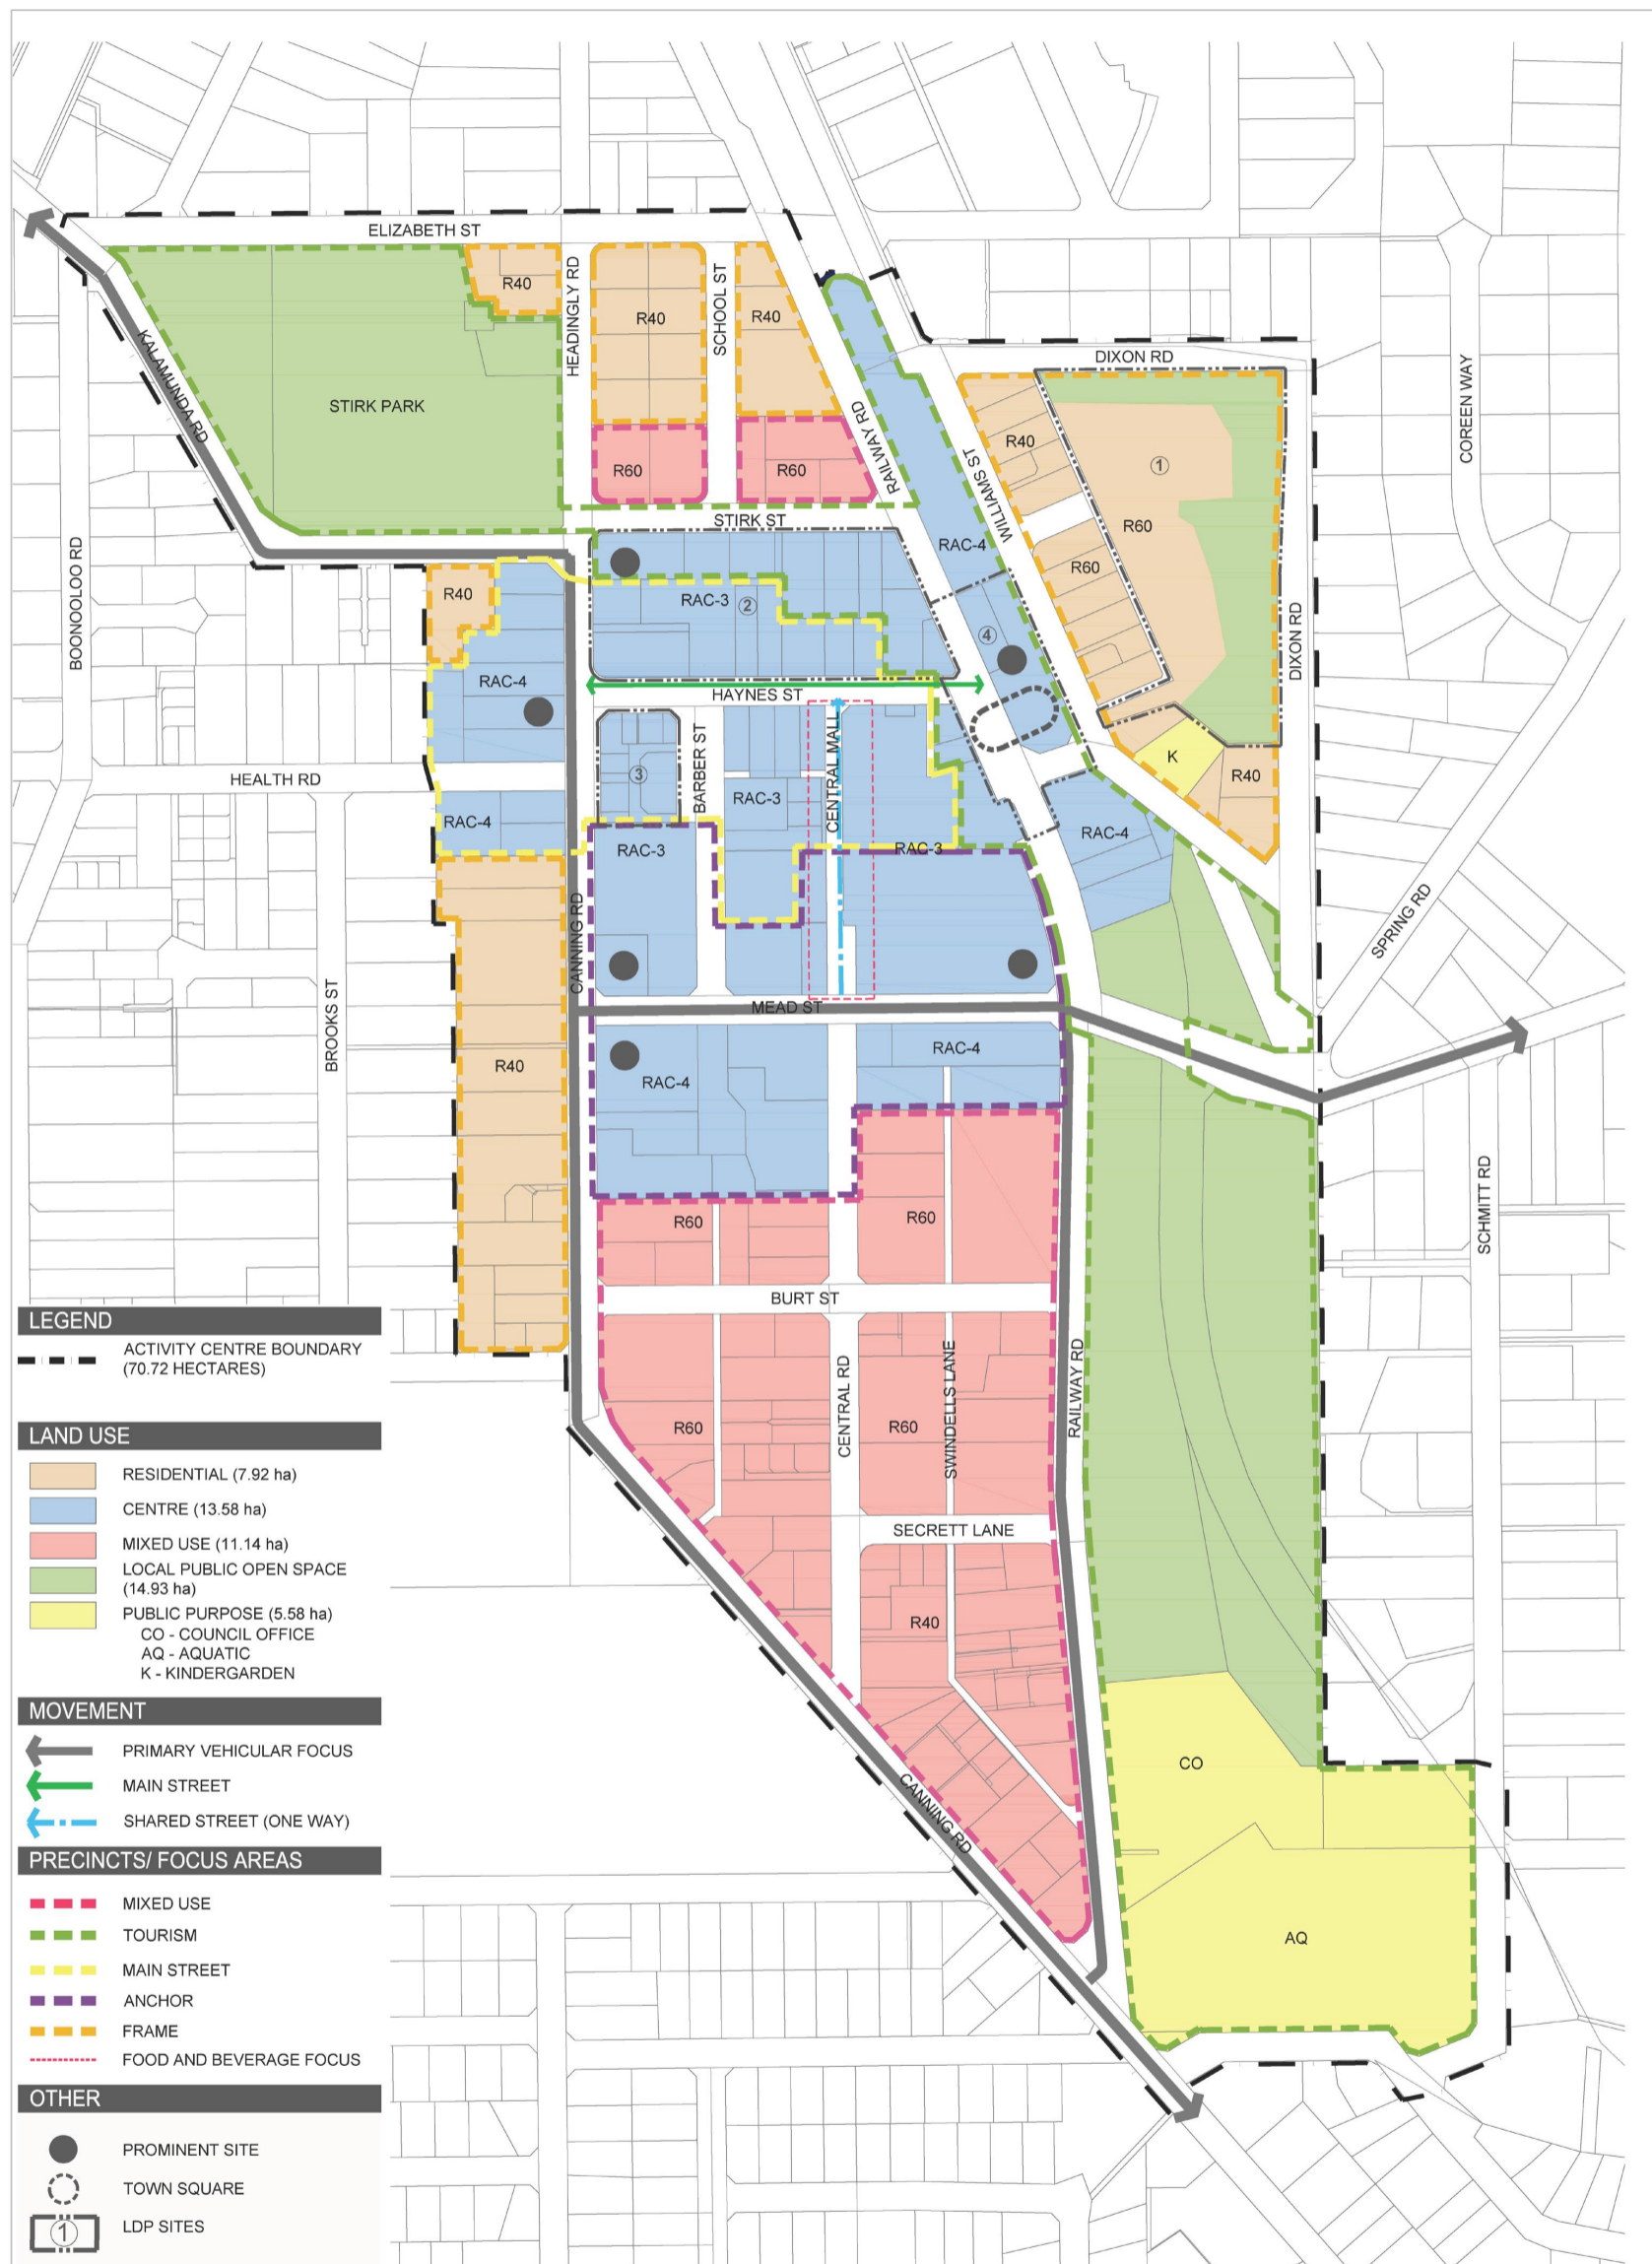 ELIZABETH ST
HEADINGLY RD
SCHOOL ST
R40
R40
R40
KALAMUNDA RD
STIRK PARK
R60
R60
RAILWAY RD
WILLIAMS ST
DIXON RD
R40
1
R60
R60
COREEN WAY
STIRK ST
RAC-4
BOONOOLOO RD
R40
RAC-3
2
4
DIXON RD
RAC-4
HAYNES ST
HEALTH RD
3
BARBER ST
RAC-3
CENTRAL MALL
K
R40
RAC-4
RAC-3
RAC-3
RAC-4
CANNING RD
SPRING RD
BROOKS ST
MEAD ST
R40
RAC-4
RAC-4
SCHMITT RD
R60
R60
BURT ST
R60
CENTRAL RD
R60
SWINDELLS LANE
RAILWAY RD
SECRETT LANE
R40
CANNING RD
CO
AQ
LEGEND
ACTIVITY CENTRE BOUNDARY
(70.72 HECTARES)
LAND USE
RESIDENTIAL (7.92 ha)
CENTRE (13.58 ha)
MIXED USE (11.14 ha)
LOCAL PUBLIC OPEN SPACE
(14.93 ha)
PUBLIC PURPOSE (5.58 ha)
CO - COUNCIL OFFICE
AQ - AQUATIC
K - KINDERGARDEN
MOVEMENT
PRIMARY VEHICULAR FOCUS
MAIN STREET
SHARED STREET (ONE WAY)
PRECINCTS/ FOCUS AREAS
MIXED USE
TOURISM
MAIN STREET
ANCHOR
FRAME
FOOD AND BEVERAGE FOCUS
OTHER
PROMINENT SITE
TOWN SQUARE
1
LDP SITES